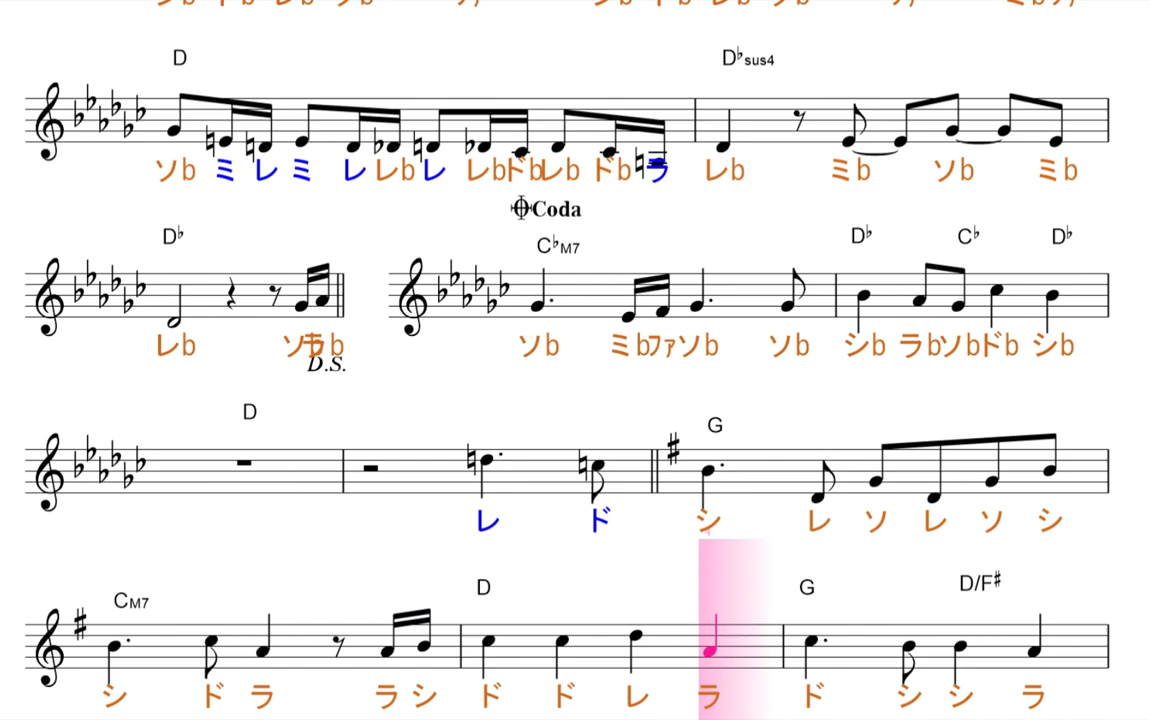 D D♭sus4
ソb ミ レ ミ レ レb レ レb ドb レb ドb ラ レb ミb ソb ミb
Coda
D♭ C♭M7 D♭ C♭ D♭
レb ソb ラb ソb ミb ファ ソb ソb シb ラb ソb ドb シb
D.S.
D G
レ ド シ レ ソ レ ソ シ
CM7 D G D/F♯
シ ド ラ ラ シ ド ド レ ラ ド シ シ ラ